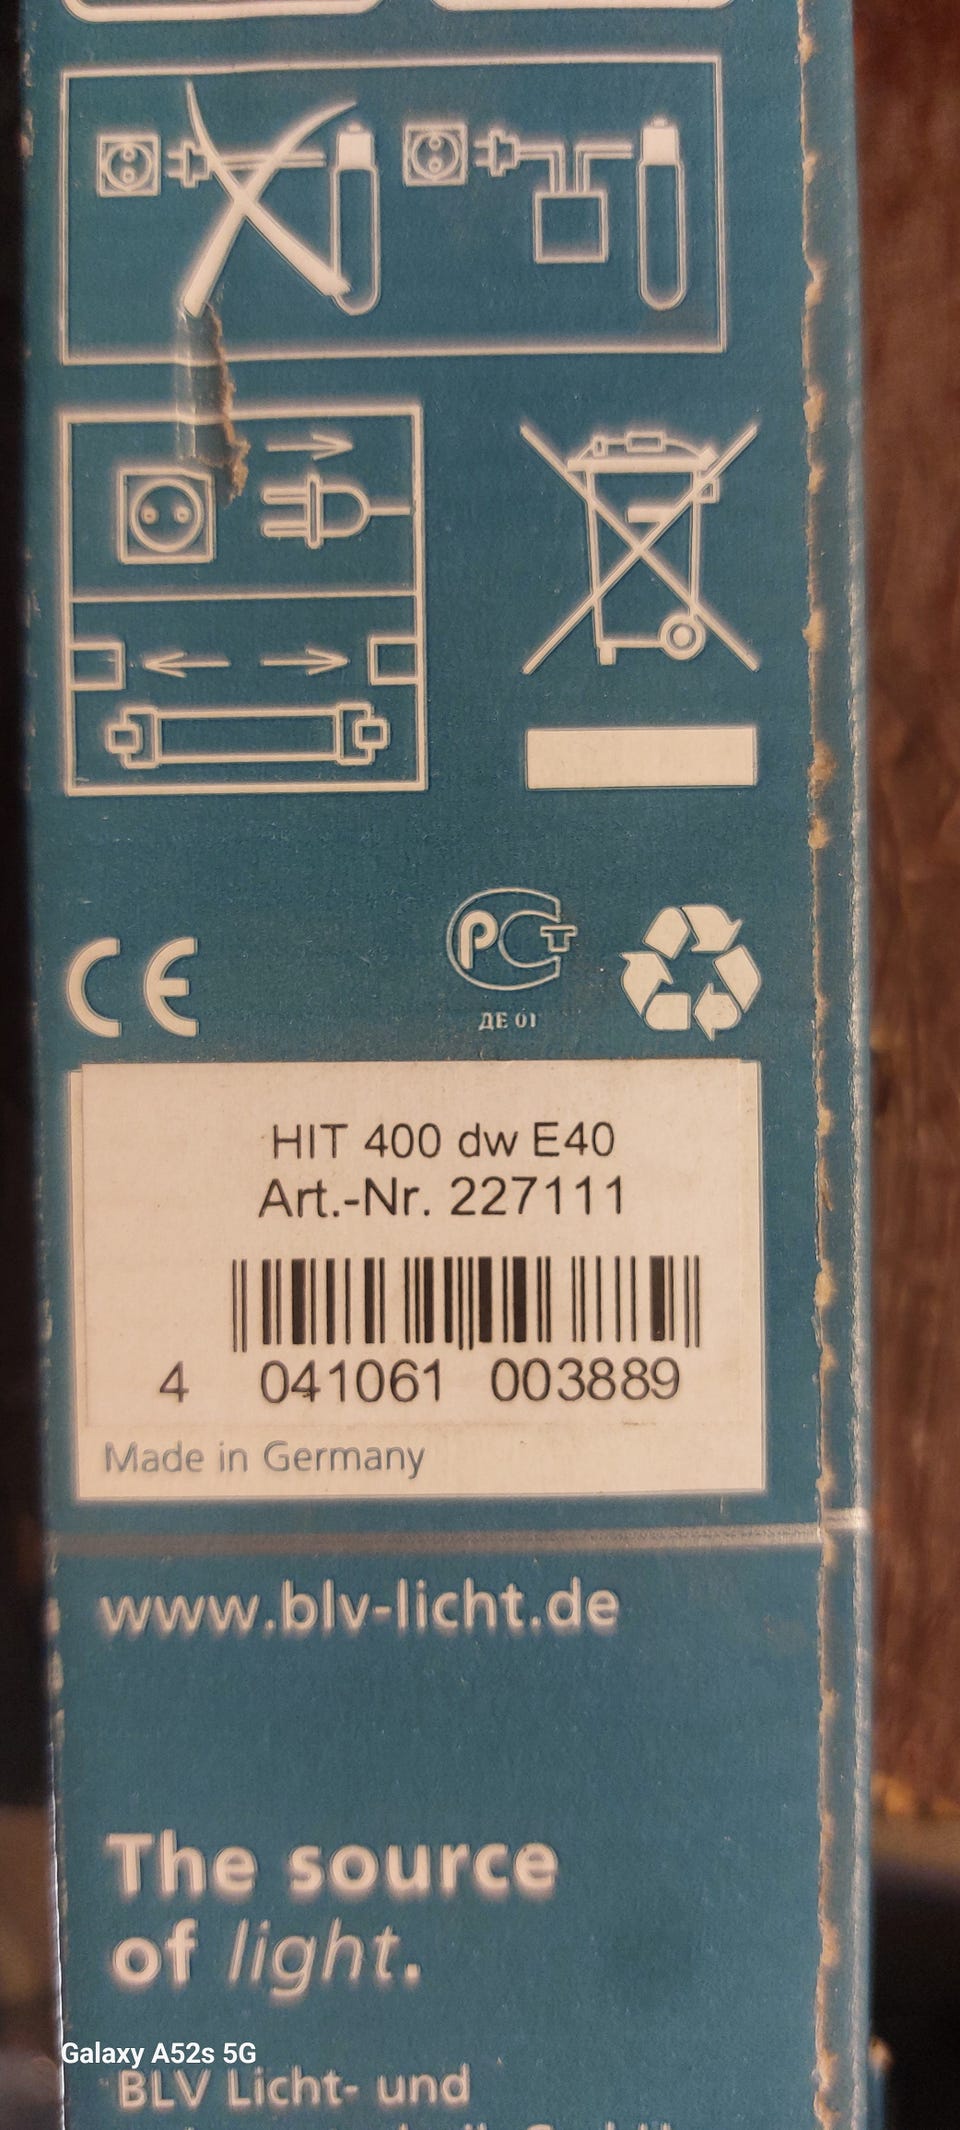 CE
РСТ
ДЕ 01
HIT 400 dw E40
Art.-Nr. 227111
4 041061 003889
Made in Germany
www.blv-licht.de
The source
of light.
Galaxy A52s 5G
BLV Licht- und